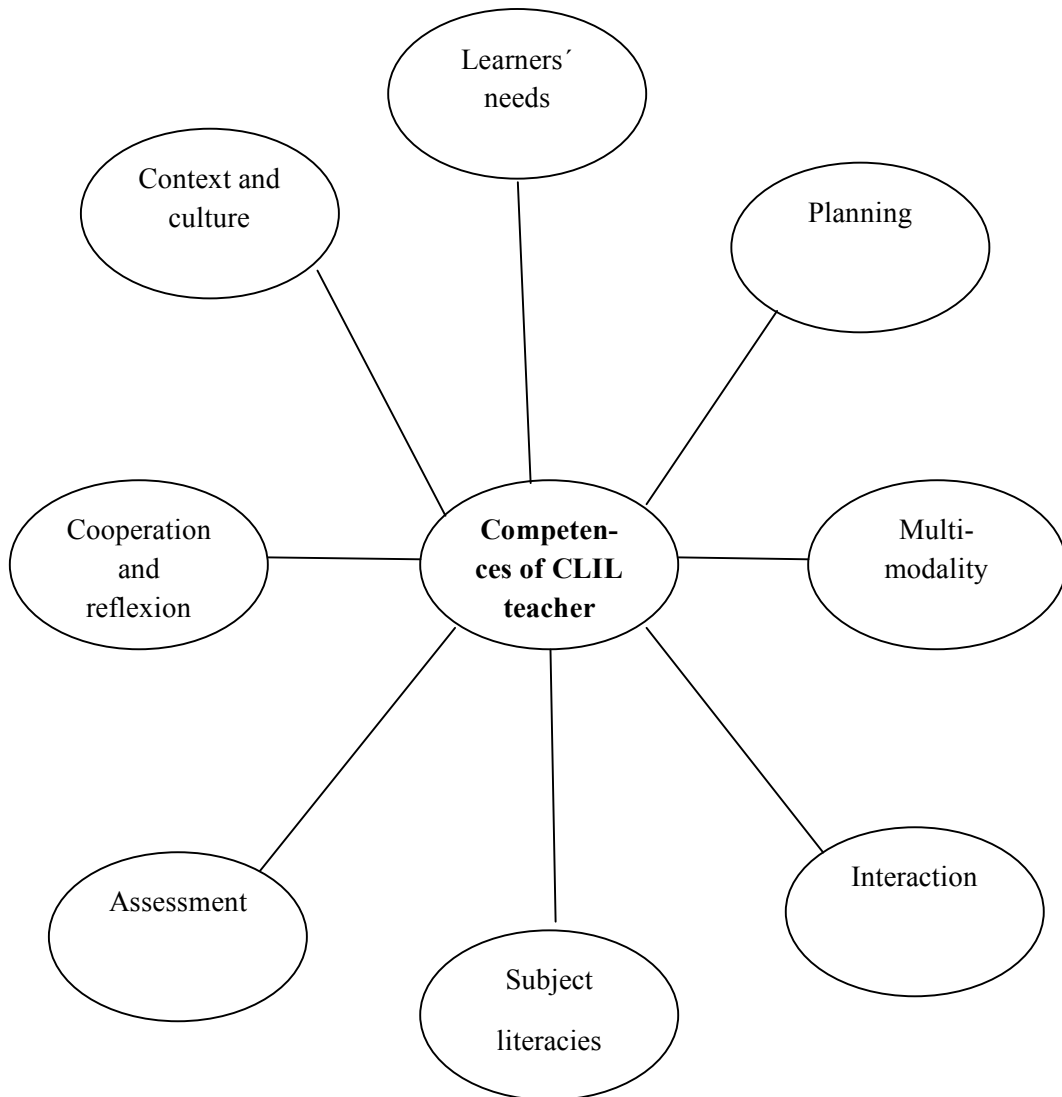 Learners´
needs
Context and
culture
Planning
Cooperation
and
reflexion
Competen-
ces of CLIL
teacher
Multi-
modality
Assessment
Interaction
Subject
literacies